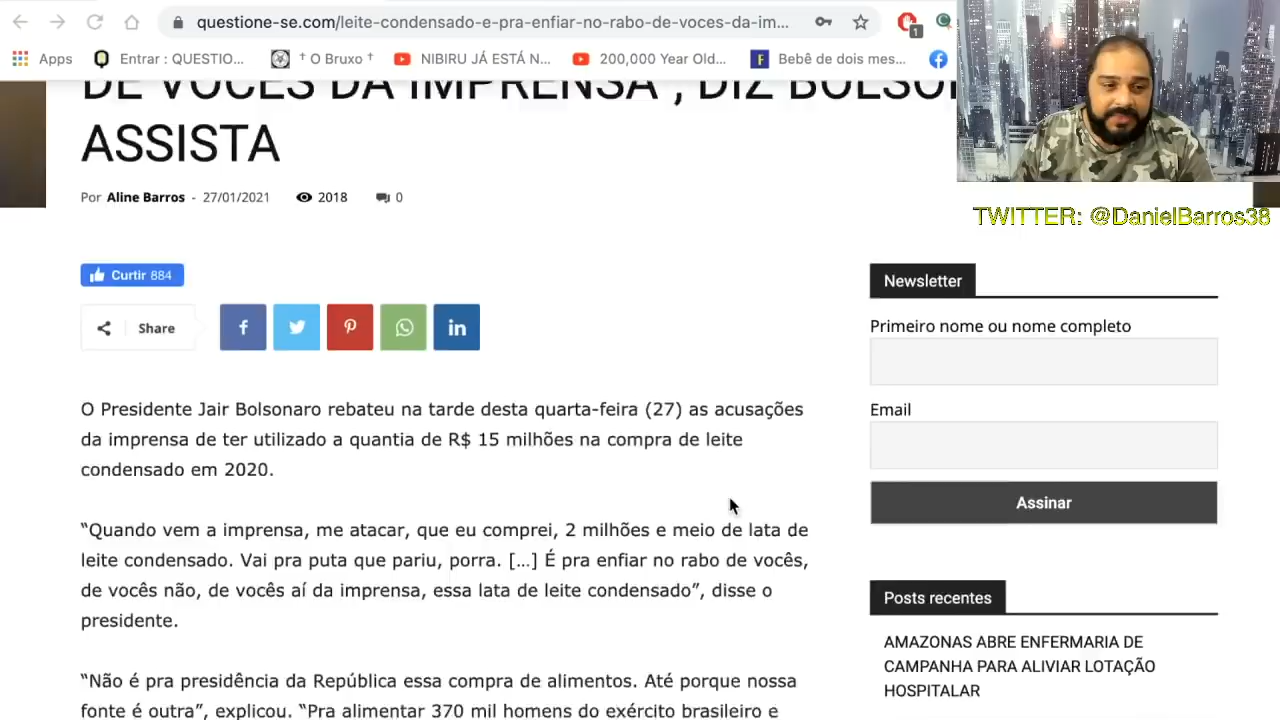 questione-se.com/leite-condensado-e-pra-enfiar-no-rabo-de-voces-da-im...
1
Apps
Entrar : QUESTIO...
† O Bruxo †
NIBIRU JÁ ESTÁ N...
200,000 Year Old...
Bebê de dois mes...
DE VOCÊS DA IMPRENSA”, DIZ
ASSISTA
Por Aline Barros - 27/01/2021 2018 0
TWITTER: @DanielBarros38
Curtir 884
Share
O Presidente Jair Bolsonaro rebateu na tarde desta quarta-feira (27) as acusações
da imprensa de ter utilizado a quantia de R$ 15 milhões na compra de leite
condensado em 2020.
“Quando vem a imprensa, me atacar, que eu comprei, 2 milhões e meio de lata de
leite condensado. Vai pra puta que pariu, porra. […] É pra enfiar no rabo de vocês,
de vocês não, de vocês aí da imprensa, essa lata de leite condensado”, disse o
presidente.
“Não é pra presidência da República essa compra de alimentos. Até porque nossa
fonte é outra”, explicou. “Pra alimentar 370 mil homens do exército brasileiro e
Newsletter
Primeiro nome ou nome completo
Email
Assinar
Posts recentes
AMAZONAS ABRE ENFERMARIA DE
CAMPANHA PARA ALIVIAR LOTAÇÃO
HOSPITALAR